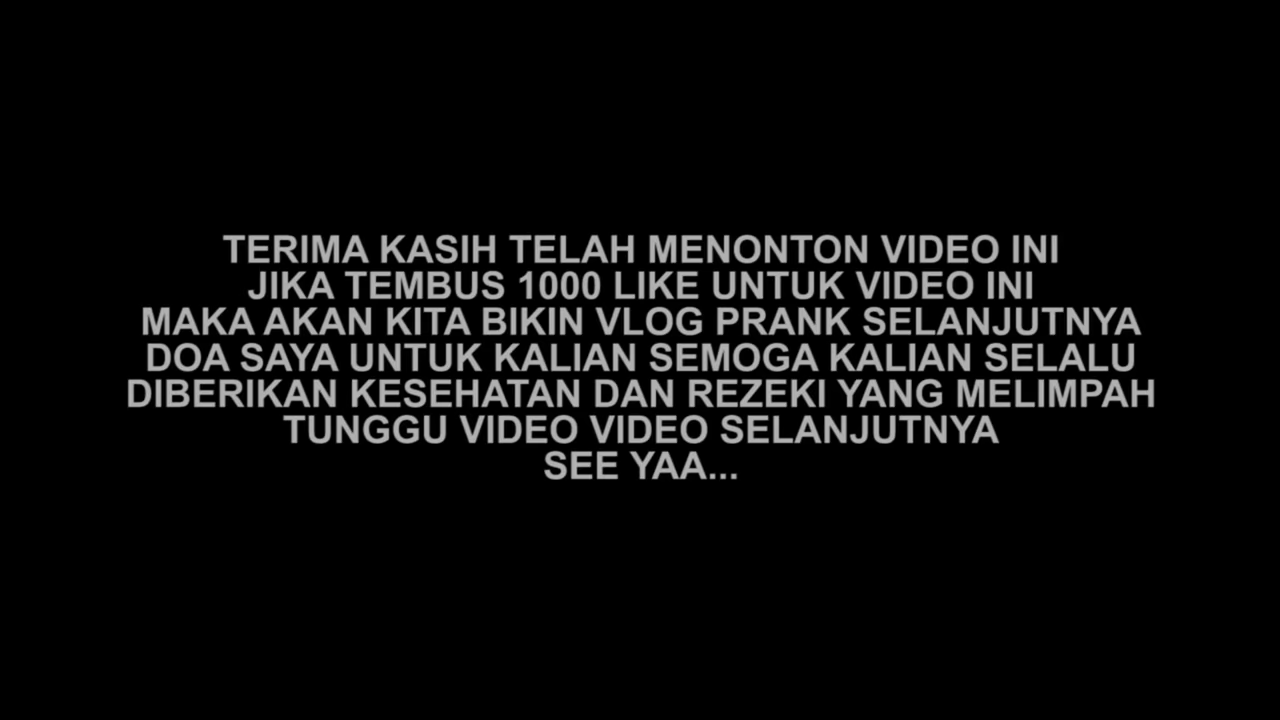 TERIMA KASIH TELAH MENONTON VIDEO INI
JIKA TEMBUS 1000 LIKE UNTUK VIDEO INI
MAKA AKAN KITA BIKIN VLOG PRANK SELANJUTNYA
DOA SAYA UNTUK KALIAN SEMOGA KALIAN SELALU
DIBERIKAN KESEHATAN DAN REZEKI YANG MELIMPAH
TUNGGU VIDEO VIDEO SELANJUTNYA
SEE YAA...